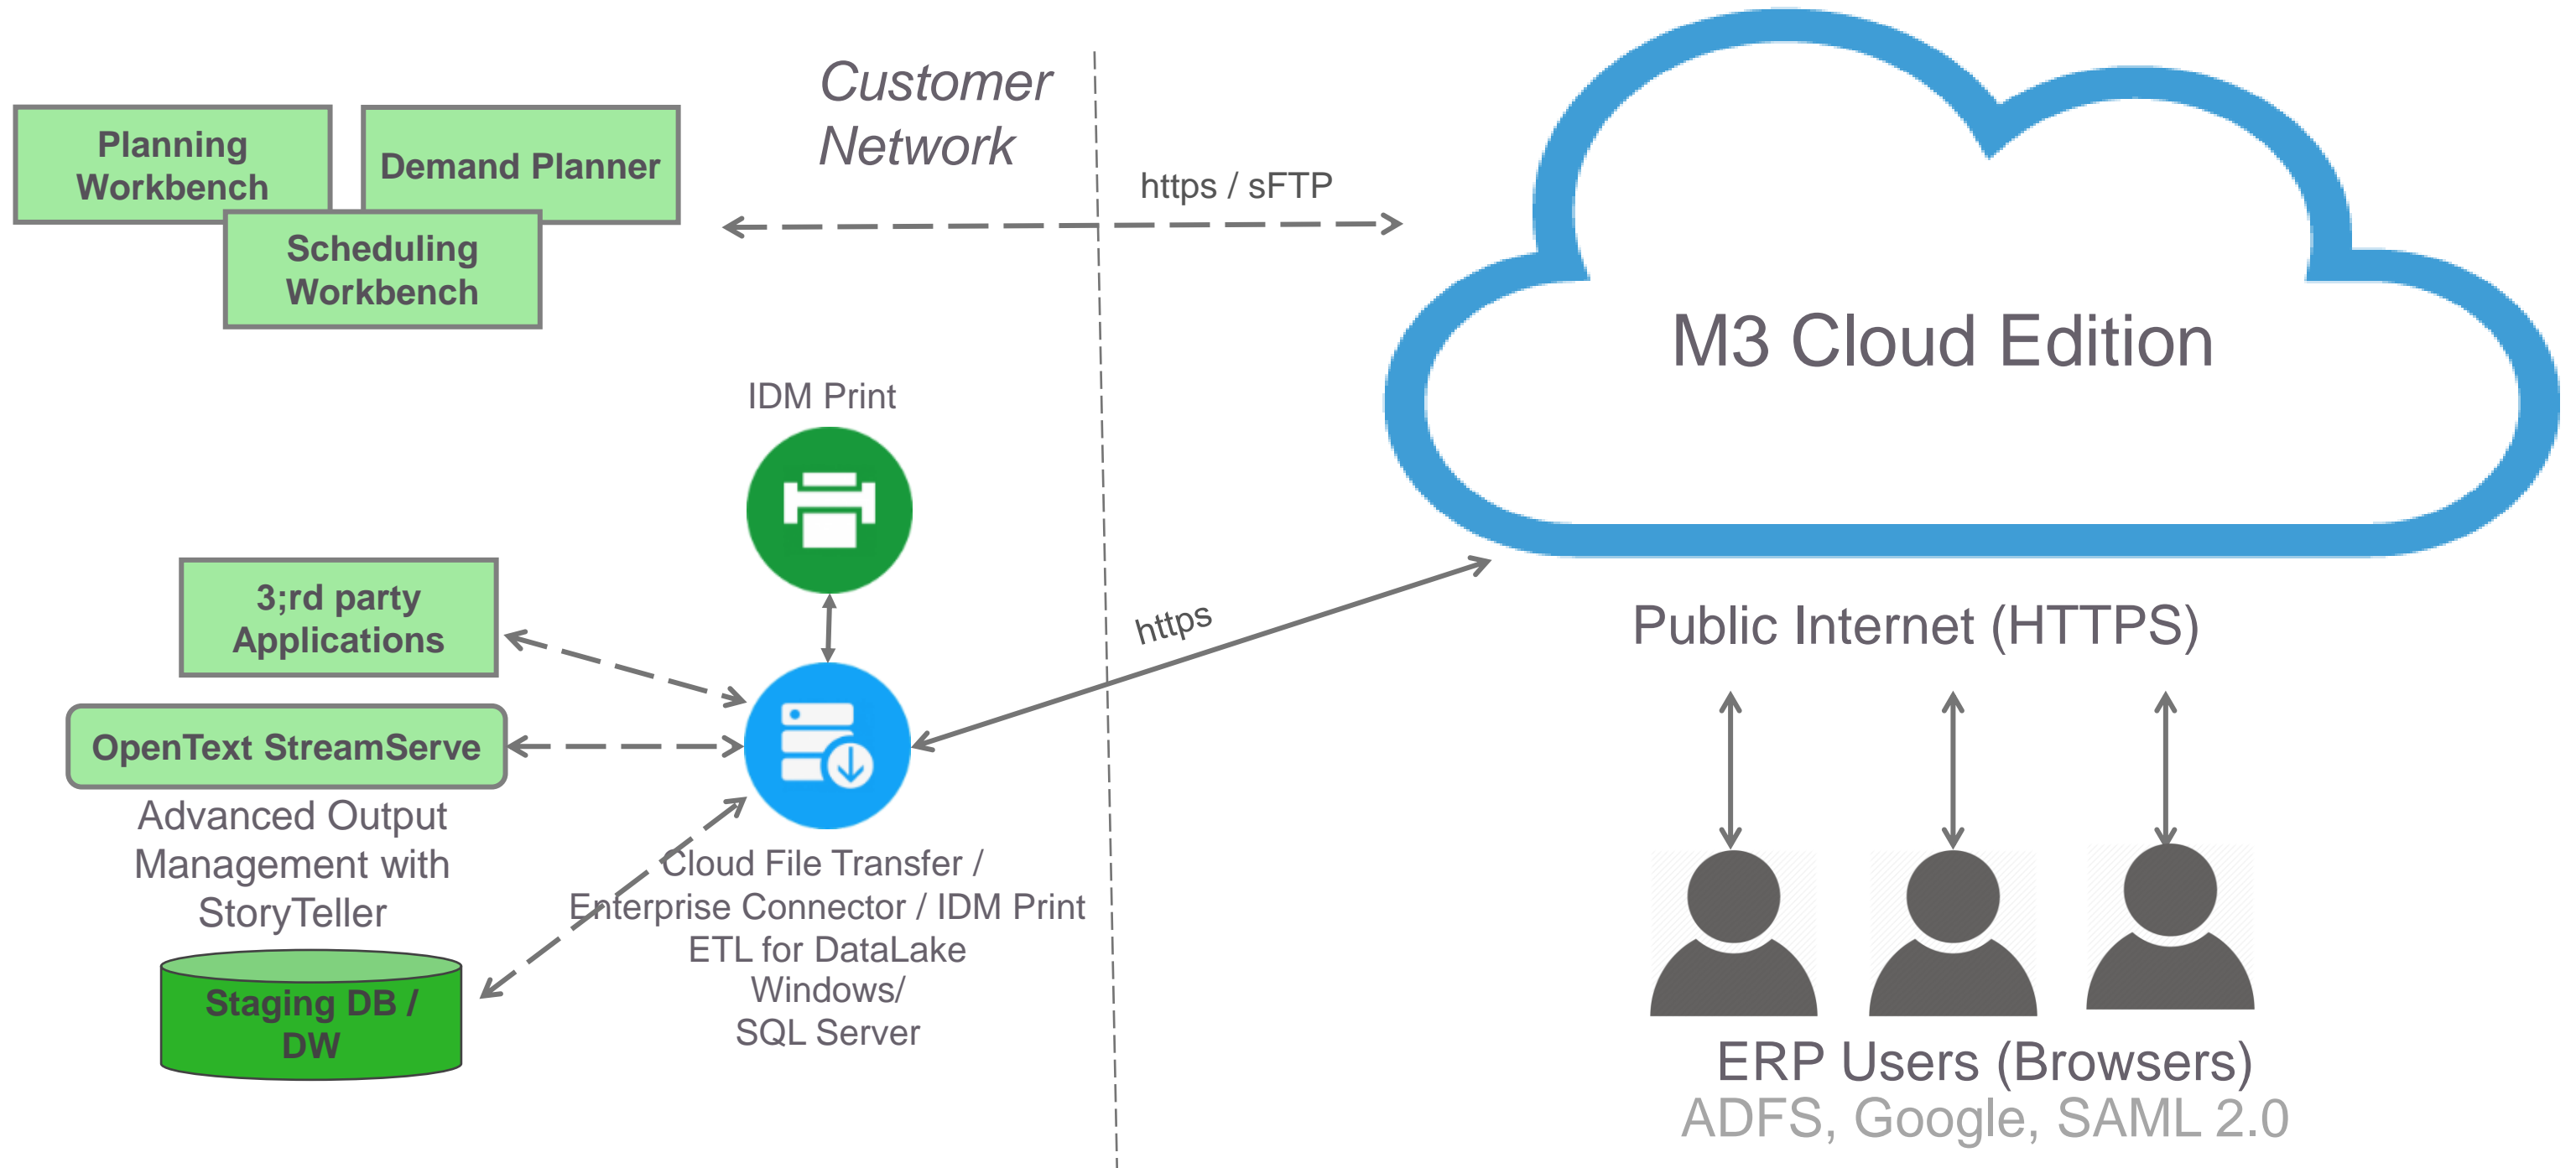 Customer
Network
Planning
Workbench
Demand Planner
Scheduling
Workbench
https / sFTP
M3 Cloud Edition
IDM Print
3;rd party
Applications
https
Public Internet (HTTPS)
OpenText StreamServe
Advanced Output
Management with
StoryTeller
Cloud File Transfer /
Enterprise Connector / IDM Print
ETL for DataLake
Windows/
SQL Server
Staging DB /
DW
ERP Users (Browsers)
ADFS, Google, SAML 2.0